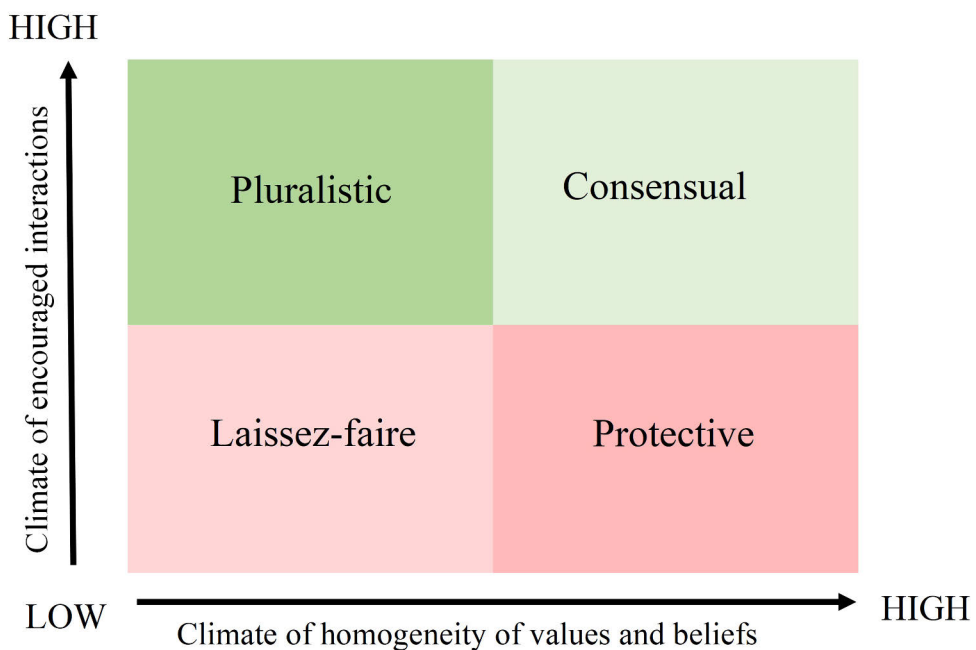 HIGH
Climate of encouraged interactions
Pluralistic
Consensual
Laissez-faire
Protective
LOW
HIGH
Climate of homogeneity of values and beliefs